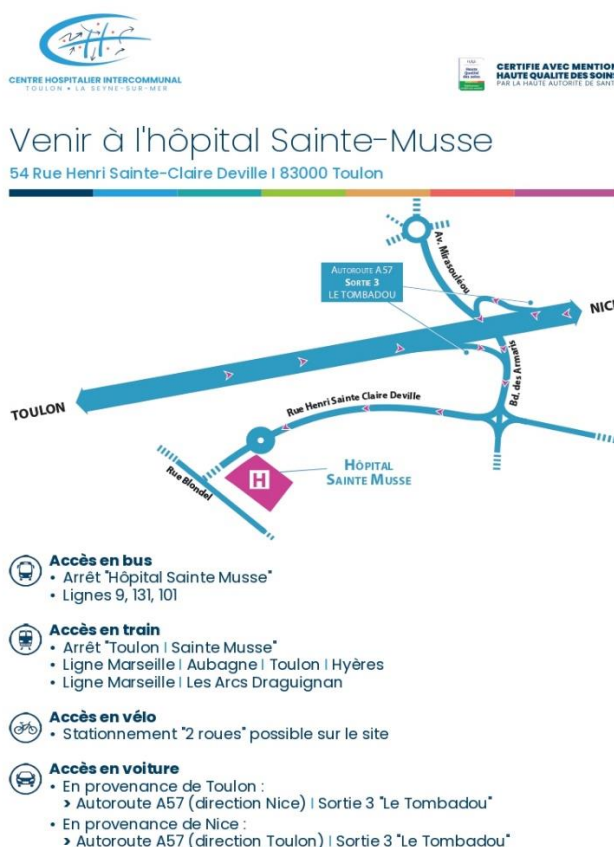 CENTRE HOSPITALIER INTERCOMMUNAL
TOULON • LA SEYNE-SUR-MER
CERTIFIÉ AVEC MENTION
HAUTE QUALITE DES SOINS
PAR LA HAUTE AUTORITE DE SANT
Venir à l'hôpital Sainte-Musse
54 Rue Henri Sainte-Claire Deville | 83000 Toulon
Av. Mirasouléou
AUTOROUTE A57
SORTIE 3
LE TOMBADOU
NICE
Bd. des Armaris
TOULON
Rue Henri Sainte Claire Deville
HÔPITAL
SAINTE MUSSE
H
Rue Blondel
Accès en bus
• Arrêt "Hôpital Sainte Musse"
• Lignes 9, 131, 101
Accès en train
• Arrêt "Toulon | Sainte Musse"
• Ligne Marseille | Aubagne | Toulon | Hyères
• Ligne Marseille | Les Arcs Draguignan
Accès en vélo
• Stationnement "2 roues" possible sur le site
Accès en voiture
• En provenance de Toulon :
> Autoroute A57 (direction Nice) | Sortie 3 "Le Tombadou"
• En provenance de Nice :
> Autoroute A57 (direction Toulon) | Sortie 3 "Le Tombadou"